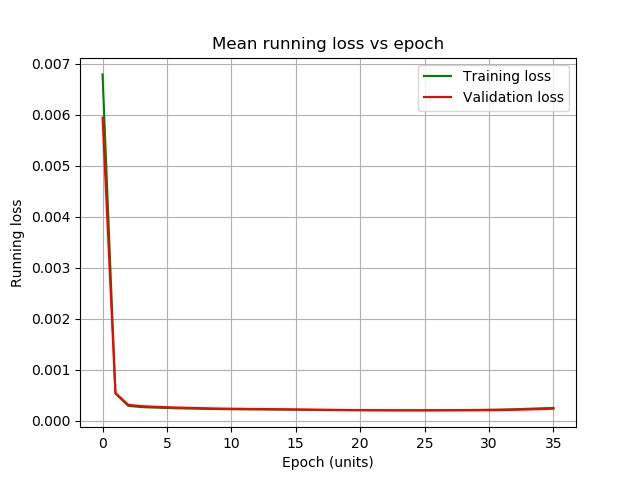 Mean running loss vs epoch
Training loss
Validation loss
Running loss
0.007
0.006
0.005
0.004
0.003
0.002
0.001
0.000
0 5 10 15 20 25 30 35
Epoch (units)